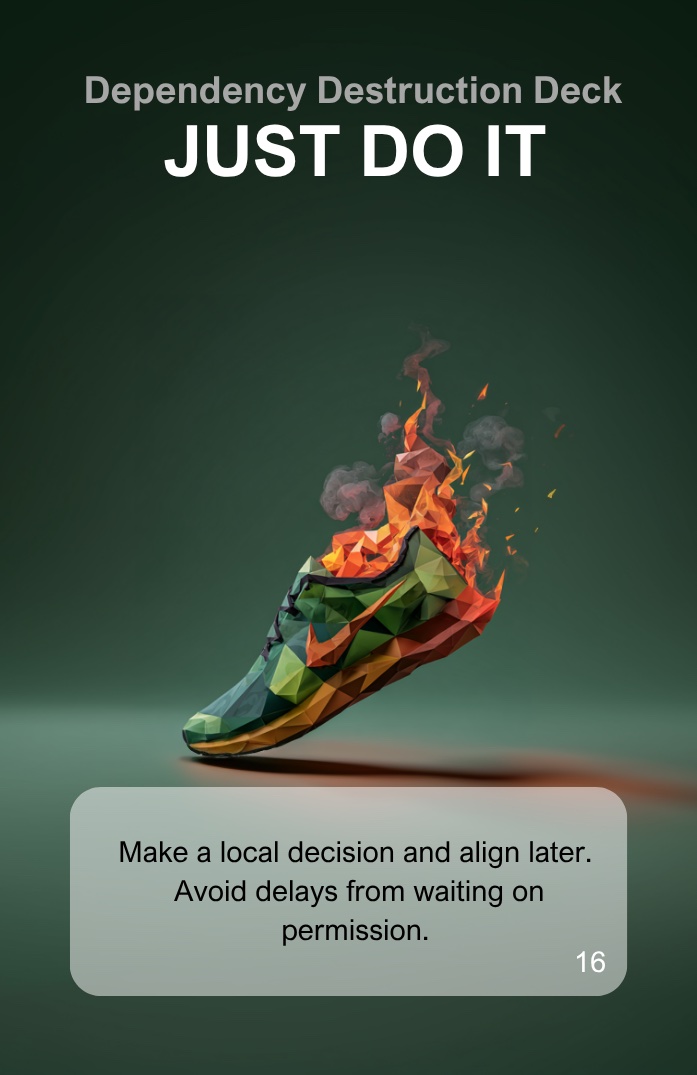 Dependency Destruction Deck
JUST DO IT
Make a local decision and align later.
Avoid delays from waiting on
permission.
16